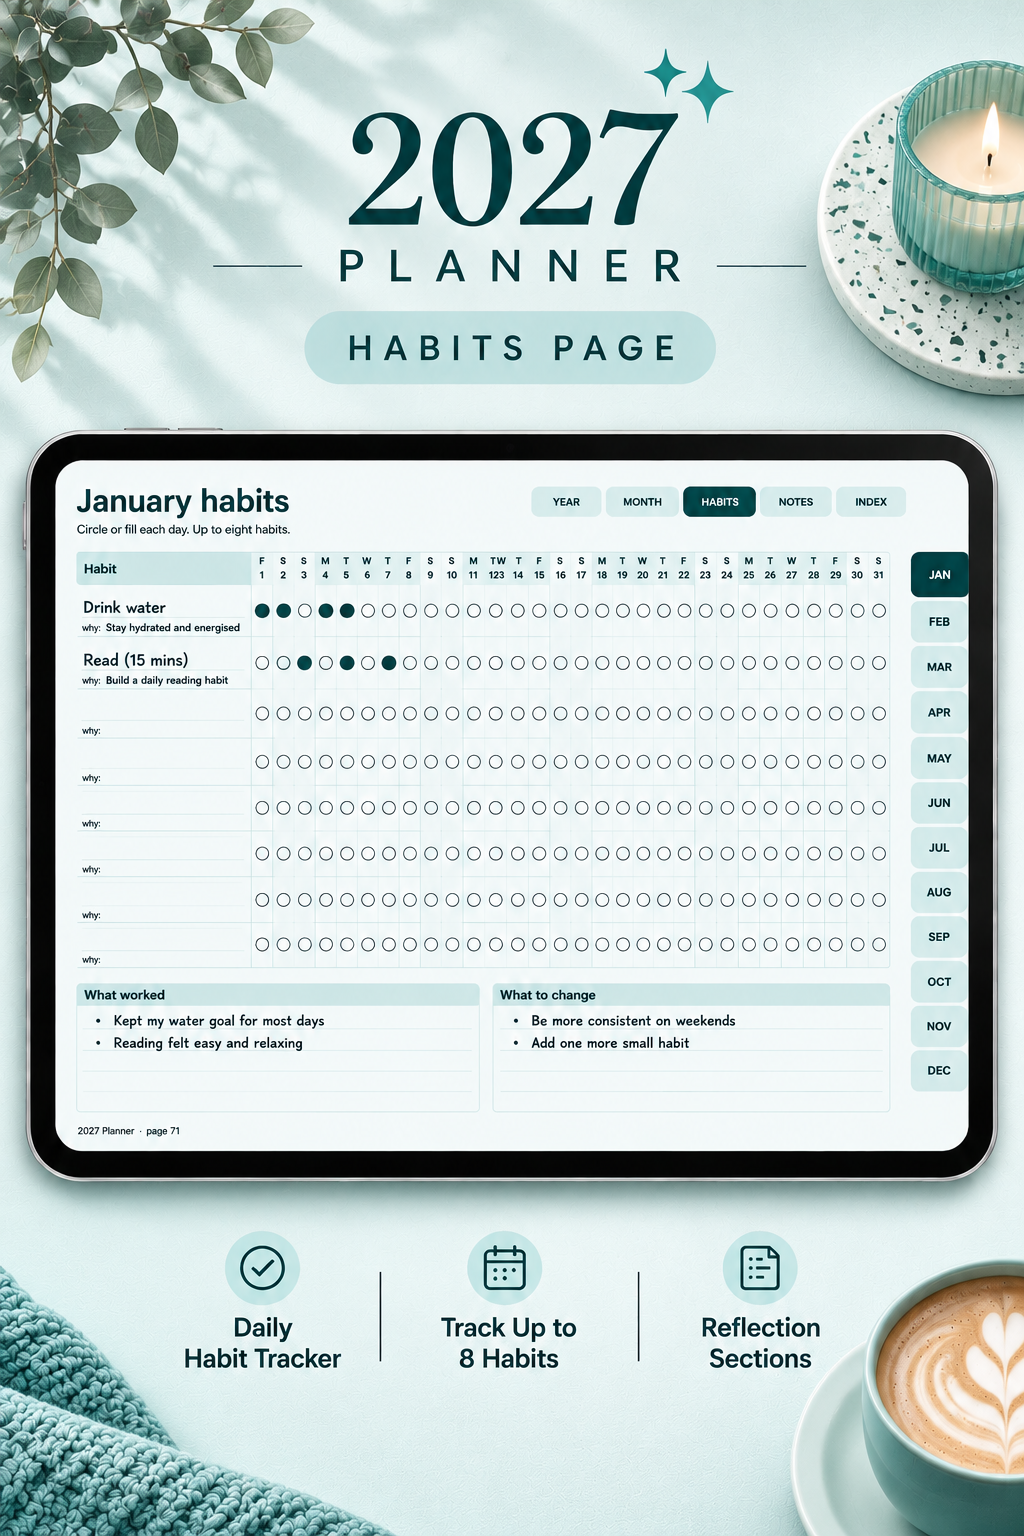 2027
PLANNER
HABITS PAGE
January habits
Circle or fill each day. Up to eight habits.
YEAR MONTH HABITS NOTES INDEX
Habit
F S S M T W T F S S M TW T F S S M T W T F S S M T W T F S S
1 2 3 4 5 6 7 8 9 10 11 123 14 15 16 17 18 19 20 21 22 23 24 25 26 27 28 29 30 31
Drink water
why: Stay hydrated and energised
Read (15 mins)
why: Build a daily reading habit
why:
why:
why:
why:
why:
why:
JAN
FEB
MAR
APR
MAY
JUN
JUL
AUG
SEP
OCT
NOV
DEC
What worked
• Kept my water goal for most days
• Reading felt easy and relaxing
What to change
• Be more consistent on weekends
• Add one more small habit
2027 Planner · page 71
Daily
Habit Tracker
Track Up to
8 Habits
Reflection
Sections